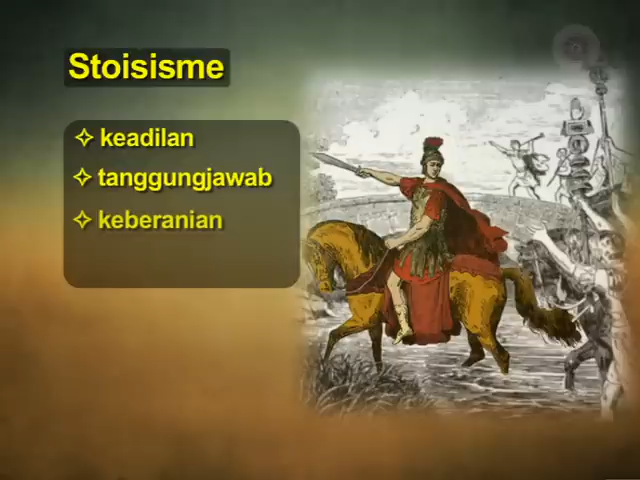 Stoisisme
✧ keadilan
✧ tanggungjawab
✧ keberanian